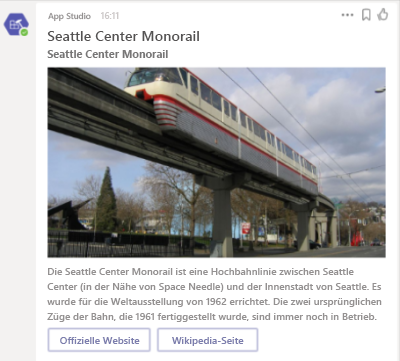 App Studio 16:11
Seattle Center Monorail
Seattle Center Monorail
Die Seattle Center Monorail ist eine Hochbahnlinie zwischen Seattle
Center (in der Nähe von Space Needle) und der Innenstadt von Seattle. Es
wurde für die Weltausstellung von 1962 errichtet. Die zwei ursprünglichen
Züge der Bahn, die 1961 fertiggestellt wurde, sind immer noch in Betrieb.
Offizielle Website Wikipedia-Seite